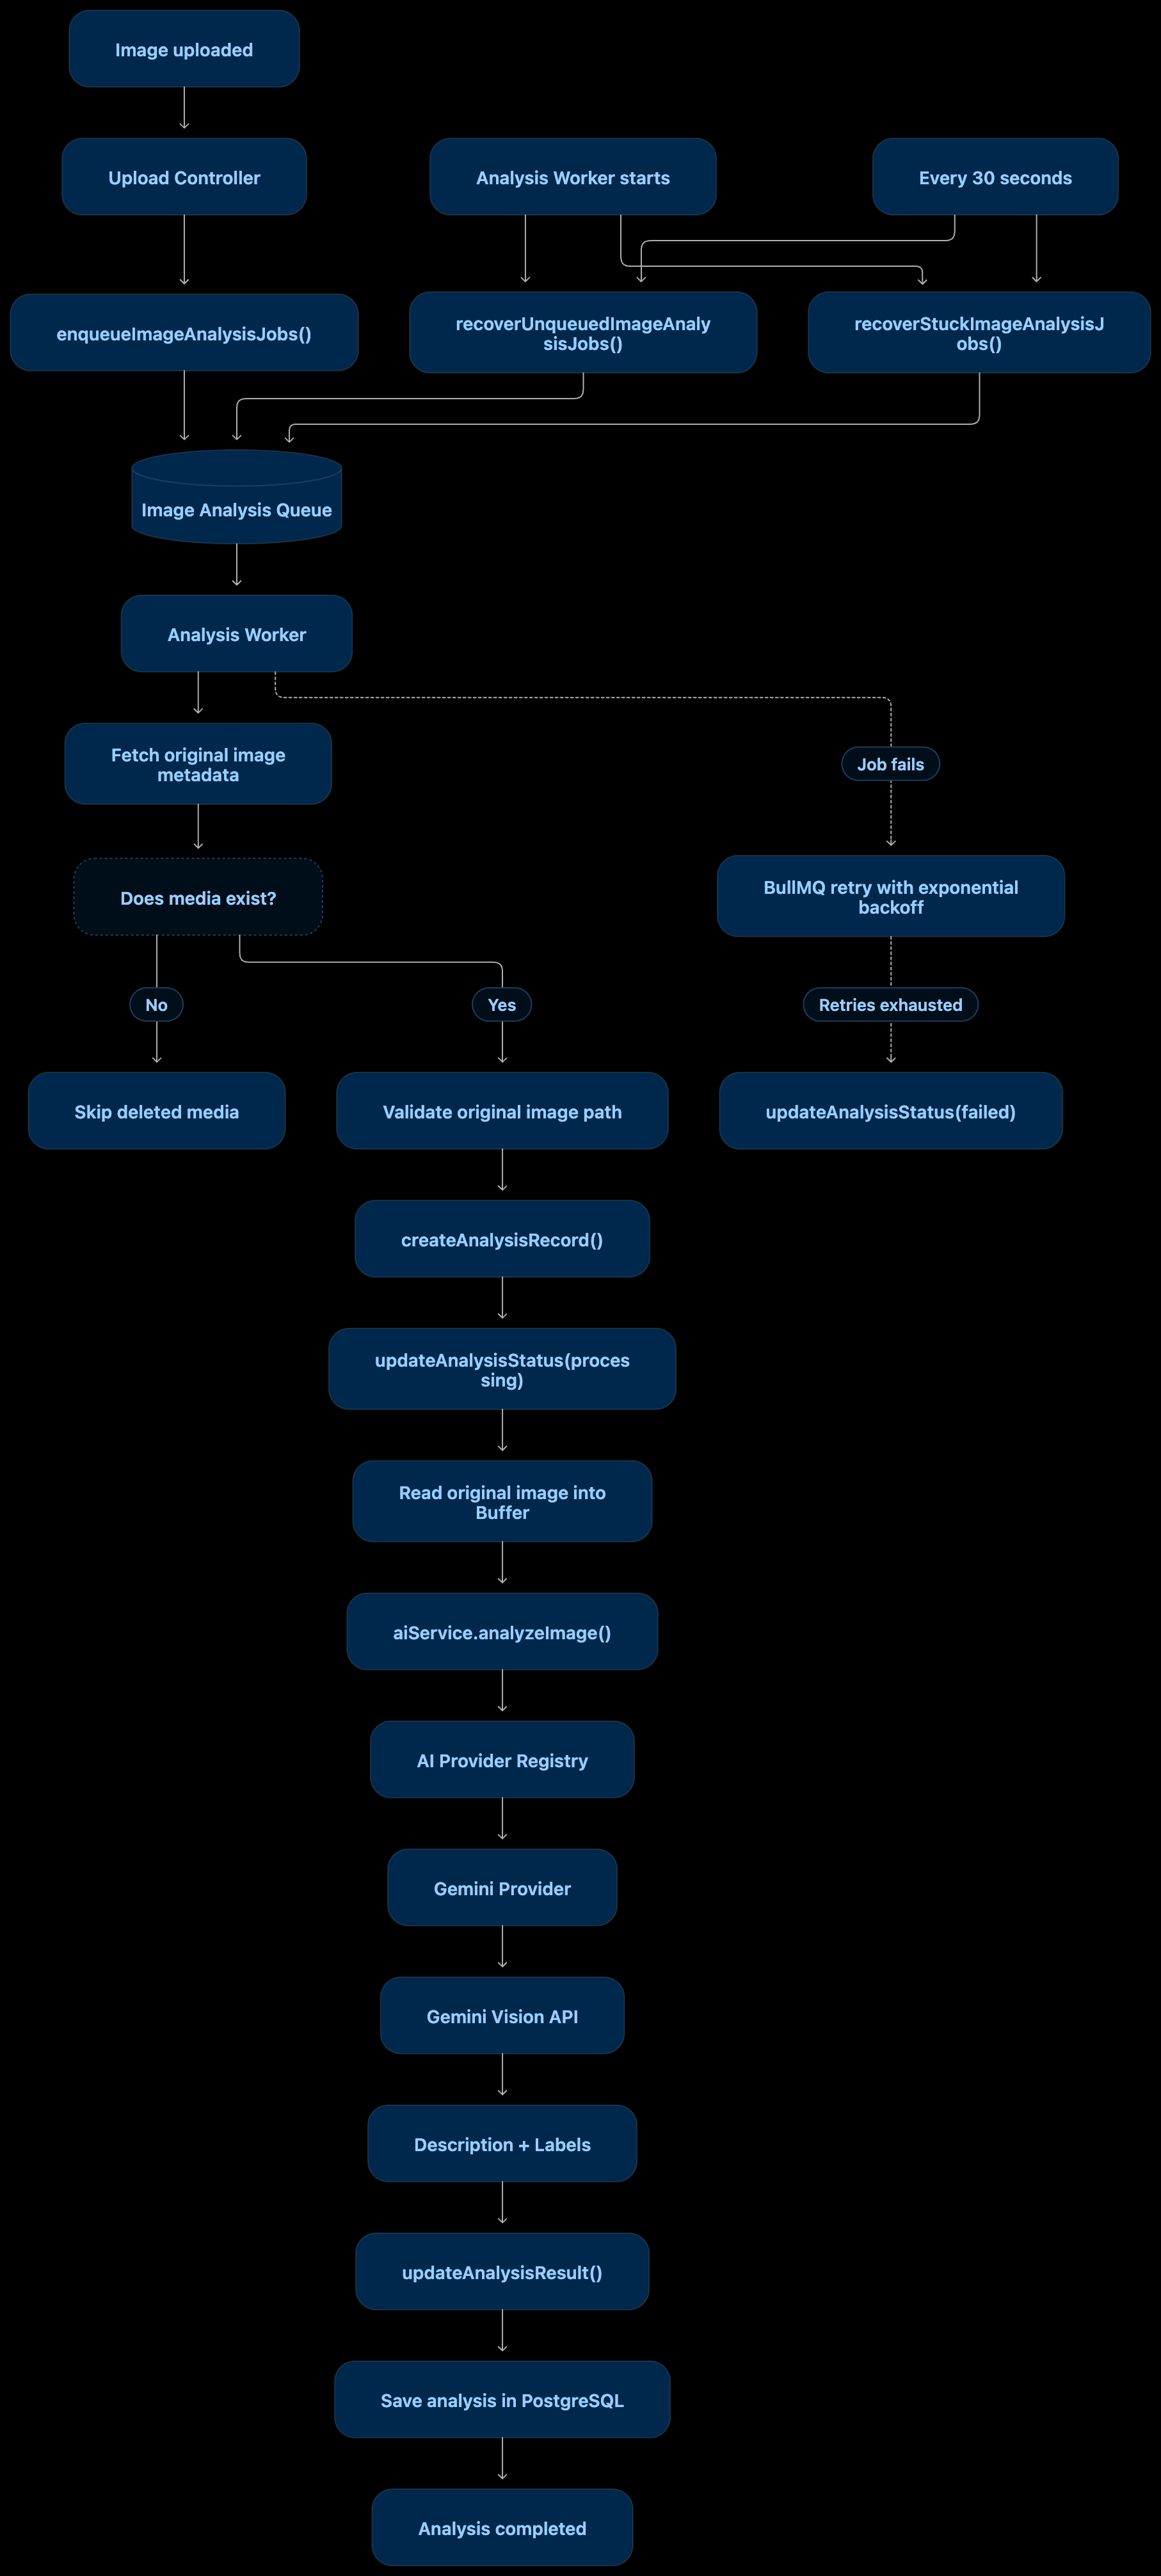 Image uploaded
Upload Controller
Analysis Worker starts
Every 30 seconds
enqueueImageAnalysisJobs()
recoverUnqueuedImageAnaly
sisJobs()
recoverStuckImageAnalysisJ
obs()
Image Analysis Queue
Analysis Worker
Fetch original image
metadata
Job fails
Does media exist?
BullMQ retry with exponential
backoff
No
Yes
Retries exhausted
Skip deleted media
Validate original image path
updateAnalysisStatus(failed)
createAnalysisRecord()
updateAnalysisStatus(proces
sing)
Read original image into
Buffer
aiService.analyzeImage()
AI Provider Registry
Gemini Provider
Gemini Vision API
Description + Labels
updateAnalysisResult()
Save analysis in PostgreSQL
Analysis completed